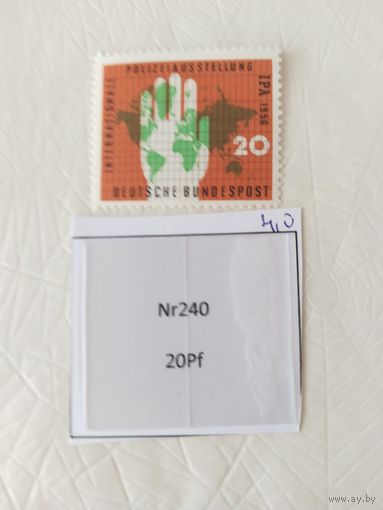 INTERNATIONALE
POLIZEIAUSSTELLUNG
IPA 1956
20
DEUTSCHE BUNDESPOST
4,0
Nr240
20Pf
www.ay.by